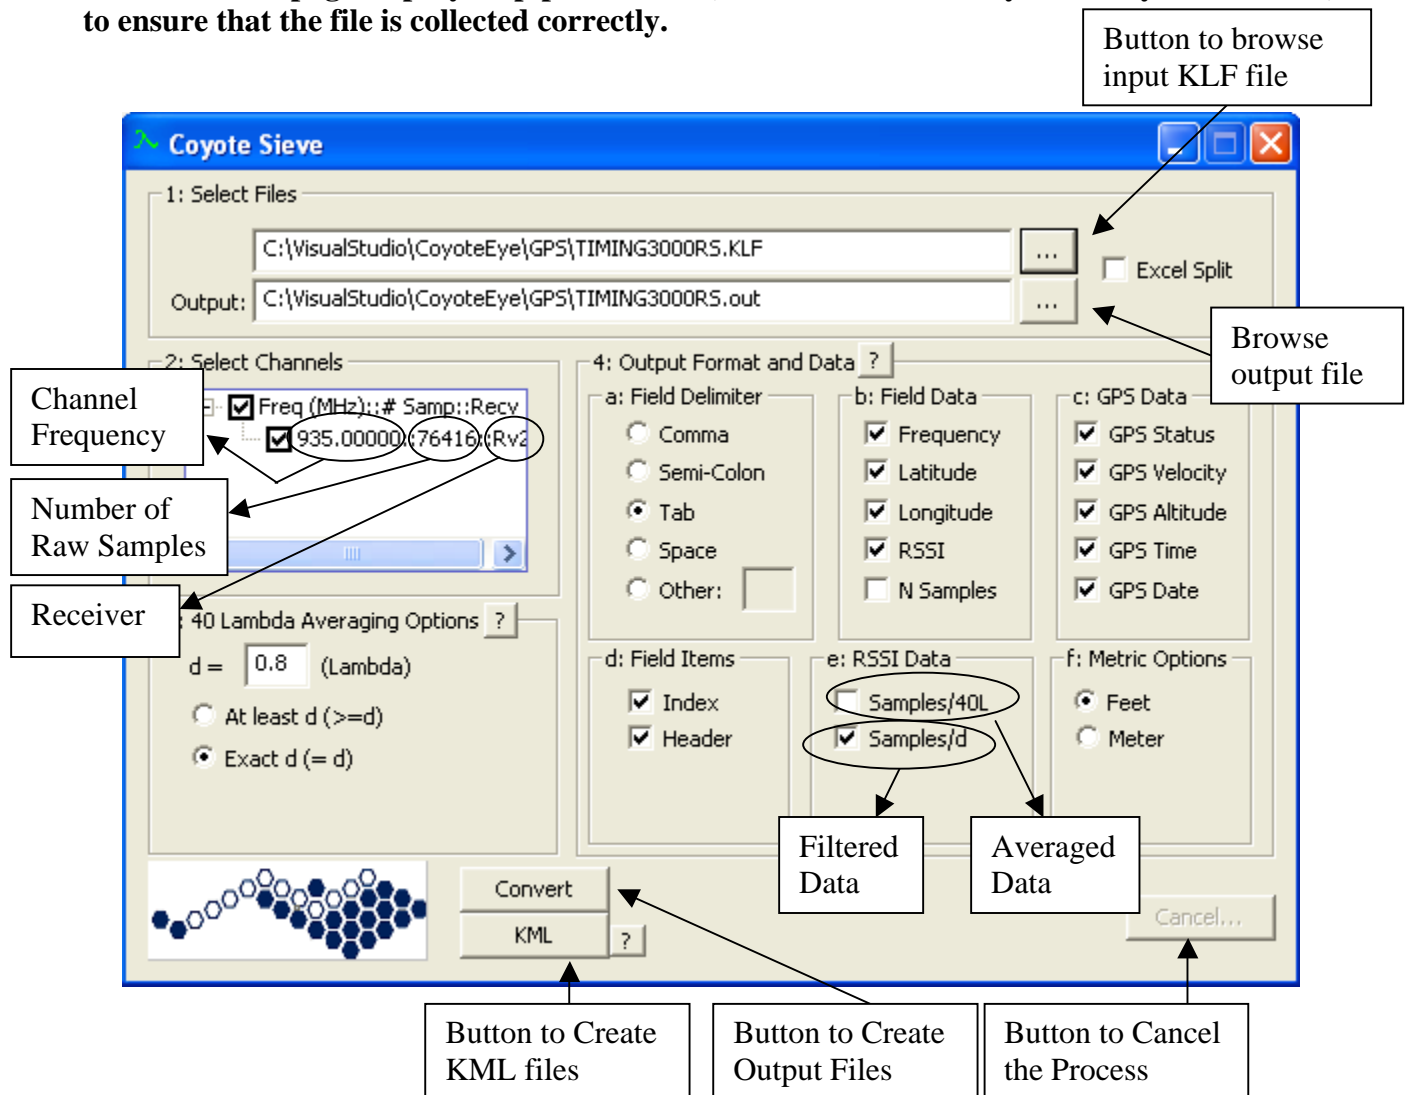 to ensure that the file is collected correctly.
Button to browse
input KLF file
Coyote Sieve
1: Select Files
C:\VisualStudio\CoyoteEye\GPS\TIMING3000RS.KLF
...
Excel Split
Output:
C:\VisualStudio\CoyoteEye\GPS\TIMING3000RS.out
...
Browse
output file
2: Select Channels
Freq (MHz)::# Samp::Recv
935.00000::76416::Rv2
Channel
Frequency
Number of
Raw Samples
Receiver
: 40 Lambda Averaging Options ?
d = 0.8 (Lambda)
At least d (>=d)
Exact d (= d)
4: Output Format and Data ?
a: Field Delimiter
Comma
Semi-Colon
Tab
Space
Other:
b: Field Data
Frequency
Latitude
Longitude
RSSI
N Samples
c: GPS Data
GPS Status
GPS Velocity
GPS Altitude
GPS Time
GPS Date
d: Field Items
Index
Header
e: RSSI Data
Samples/40L
Samples/d
f: Metric Options
Feet
Meter
Filtered
Data
Averaged
Data
Convert
KML
?
Cancel...
Button to Create
KML files
Button to Create
Output Files
Button to Cancel
the Process